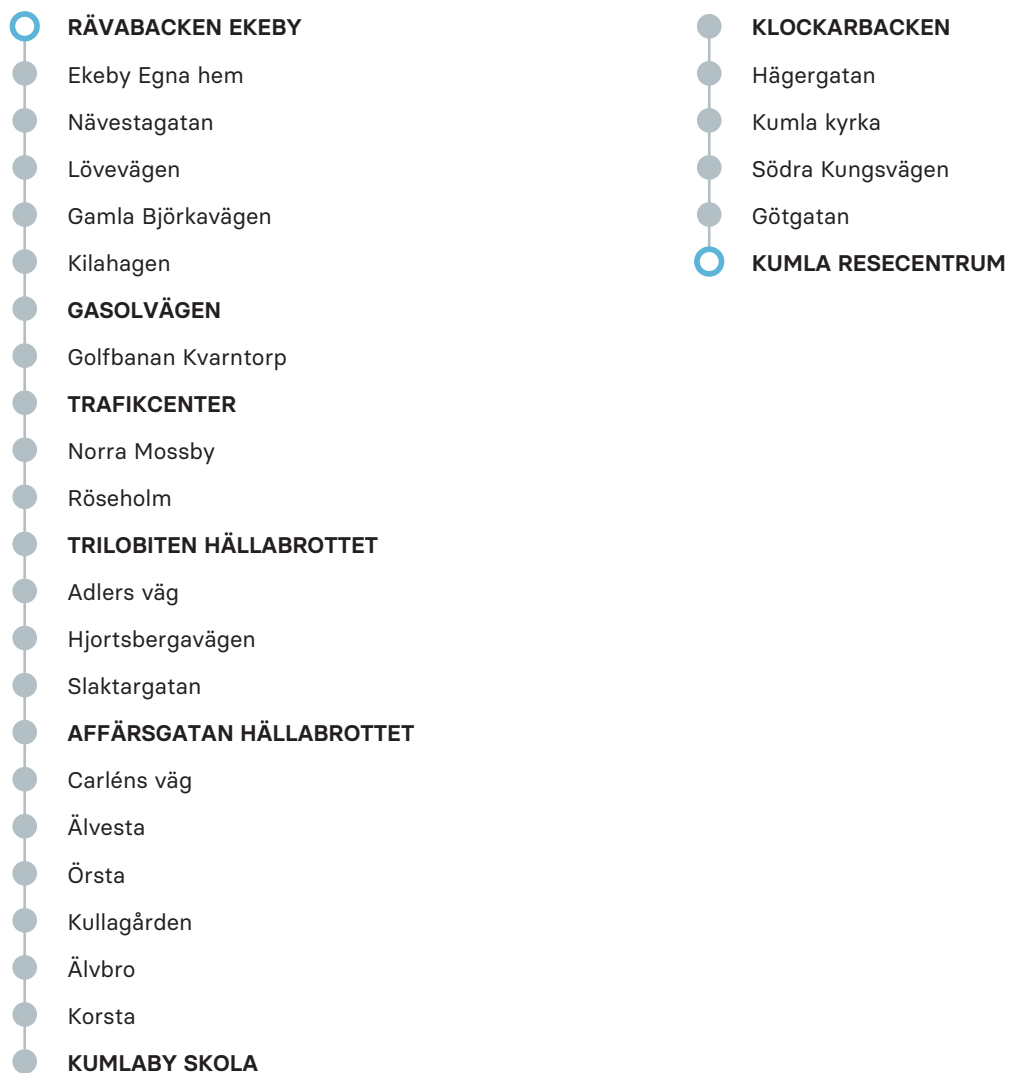 RÄVABACKEN EKEBY
Ekeby Egna hem
Nävestagatan
Lövevägen
Gamla Björkavägen
Kilahagen
GASOLVÄGEN
Golfbanan Kvarntorp
TRAFIKCENTER
Norra Mossby
Röseholm
TRILOBITEN HÄLLABROTTET
Adlers väg
Hjortsbergavägen
Slaktargatan
AFFÄRSGATAN HÄLLABROTTET
Carléns väg
Älvesta
Örsta
Kullagården
Älvbro
Korsta
KUMLABY SKOLA
KLOCKARBACKEN
Hägergatan
Kumla kyrka
Södra Kungsvägen
Götgatan
KUMLA RESECENTRUM